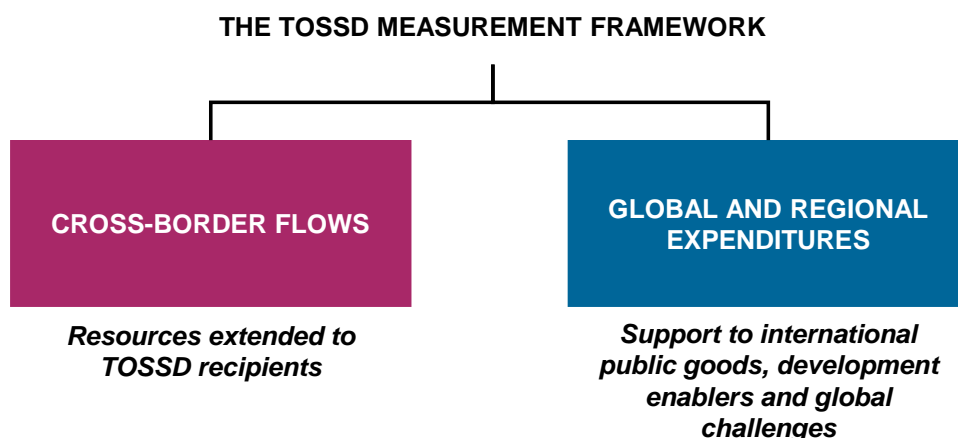 THE TOSSD MEASUREMENT FRAMEWORK
CROSS-BORDER FLOWS
Resources extended to
TOSSD recipients
GLOBAL AND REGIONAL
EXPENDITURES
Support to international
public goods, development
enablers and global
challenges